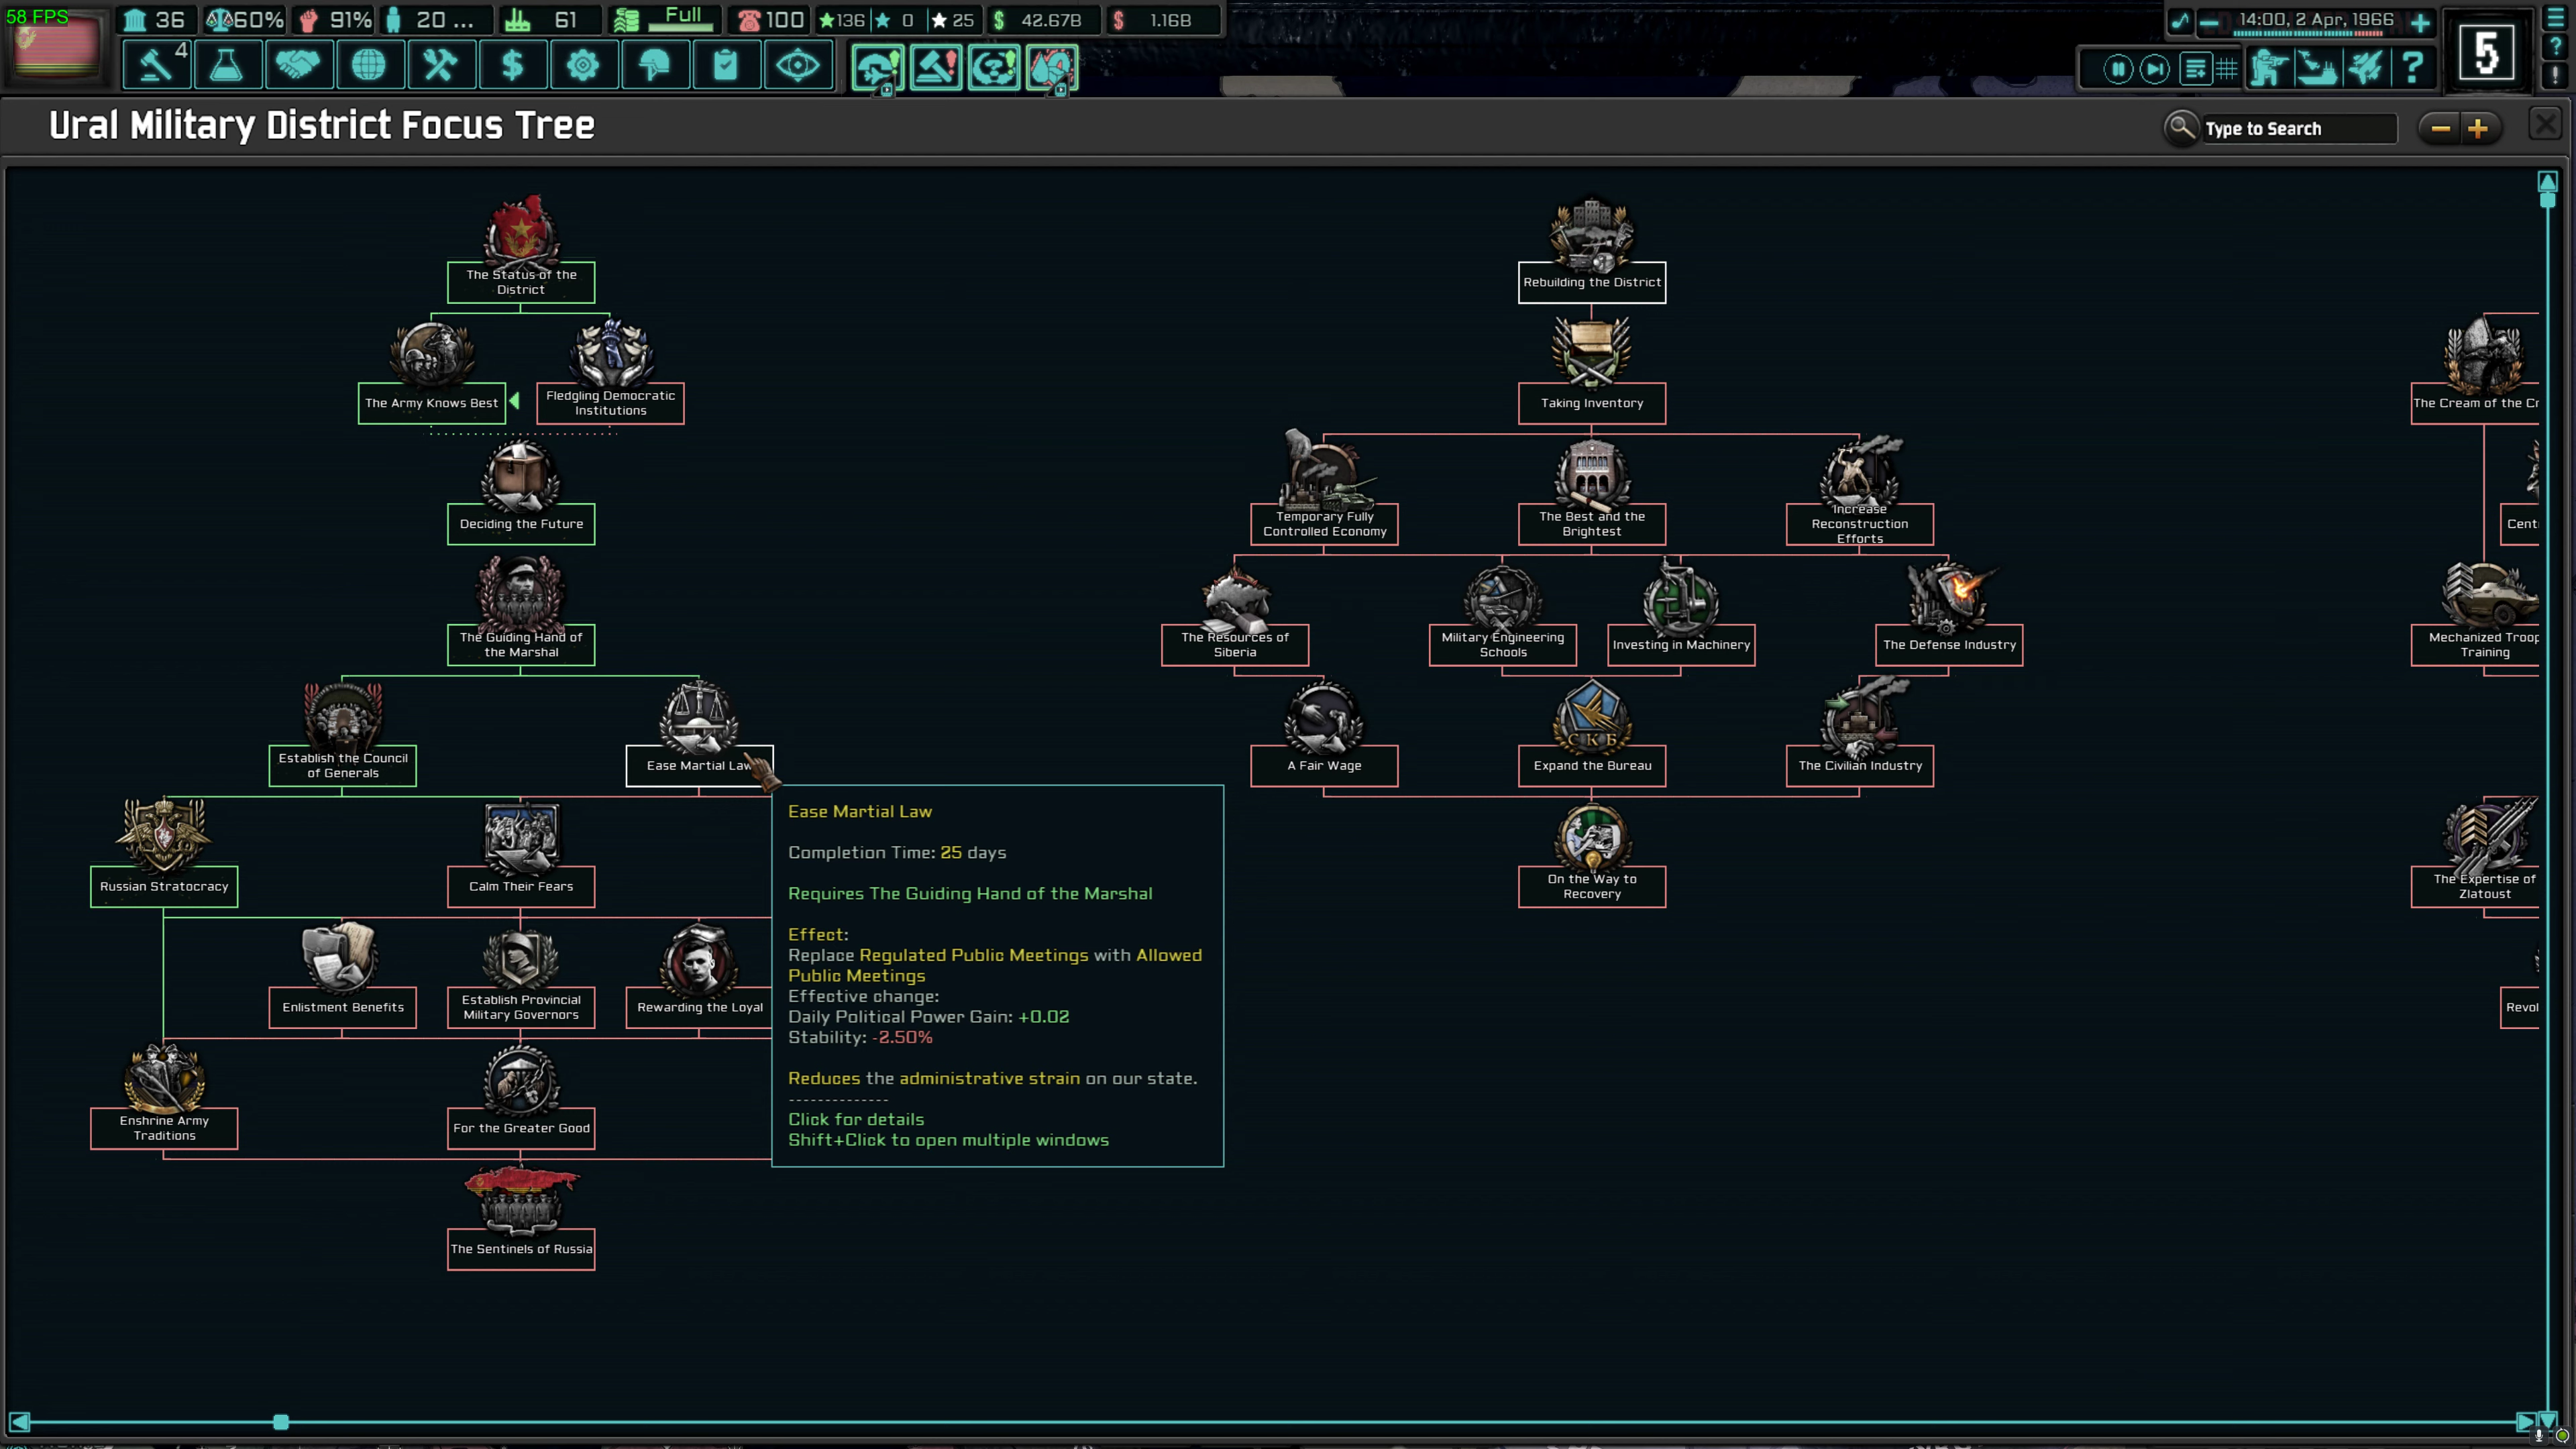 58 FPS
36
60%
91%
20 ...
61
Full
100
136
0
25
$ 42.67B
$ 1.16B
14:00, 2 Apr, 1966
4
5
Ural Military District Focus Tree
Type to Search
The Status of the
District
Rebuilding the District
The Army Knows Best
Fledgling Democratic
Institutions
Taking Inventory
The Cream of the Cr
Deciding the Future
Temporary Fully
Controlled Economy
The Best and the
Brightest
Increase
Reconstruction
Efforts
Cent
The Guiding Hand of
the Marshal
The Resources of
Siberia
Military Engineering
Schools
Investing in Machinery
The Defense Industry
Mechanized Troop
Training
Establish the Council
of Generals
Ease Martial Law
A Fair Wage
СКБ
Expand the Bureau
The Civilian Industry
Russian Stratocracy
Calm Their Fears
On the Way to
Recovery
The Expertise of
Zlatoust
Enlistment Benefits
Establish Provincial
Military Governors
Rewarding the Loyal
Revol
Enshrine Army
Traditions
For the Greater Good
The Sentinels of Russia
Ease Martial Law
Completion Time: 25 days
Requires The Guiding Hand of the Marshal
Effect:
Replace Regulated Public Meetings with Allowed
Public Meetings
Effective change:
Daily Political Power Gain: +0.02
Stability: -2.50%
Reduces the administrative strain on our state.
--------------
Click for details
Shift+Click to open multiple windows